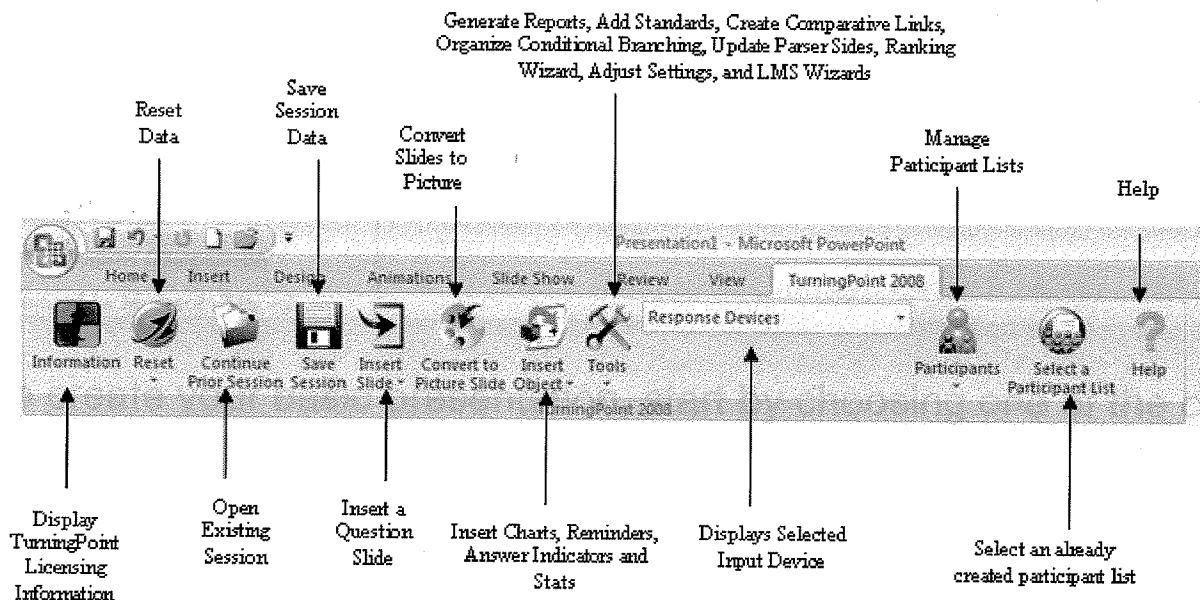 Generate Reports, Add Standards, Create Comparative Links,
Organize Conditional Branching, Update Parser Sides, Ranking
Wizard, Adjust Settings, and LMS Wizards
Reset
Data
Save
Session
Data
Convert
Slides to
Picture
Manage
Participant Lists
Help
Presentation1 - Microsoft PowerPoint
Home Insert Design Animations Slide Show Review View TurningPoint 2008
Response Devices
Information Reset Continue Save Insert Convert to Insert Tools Participants Select a Help
Prior Session Session Slide Picture Slide Object Participant List
TurningPoint 2008
Display
TurningPoint
Licensing
Information
Open
Existing
Session
Insert a
Question
Slide
Insert Charts, Reminders,
Answer Indicators and
Stats
Displays Selected
Input Device
Select an already
created participant list